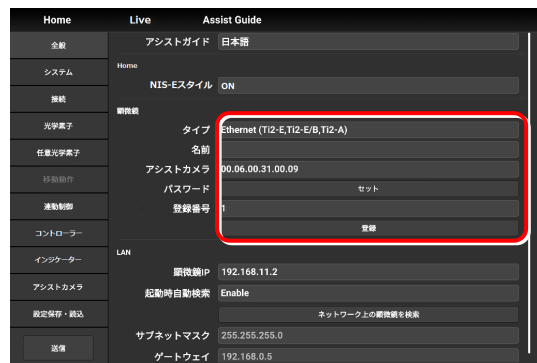 Home Live Assist Guide
全般
アシストガイド 日本語
システム
Home
NIS-Eスタイル ON
接続
顕微鏡
光学素子
タイプ Ethernet (Ti2-E,Ti2-E/B,Ti2-A)
任意光学素子
名前
アシストカメラ 00.06.00.31.00.09
移動動作
パスワード セット
連動制御
登録番号 1
コントローラー
登録
インジケーター
LAN
顕微鏡IP 192.168.11.2
アシストカメラ
起動時自動検索 Enable
設定保存・読込
ネットワーク上の顕微鏡を検索
サブネットマスク 255.255.255.0
送信
ゲートウェイ 192.168.0.5